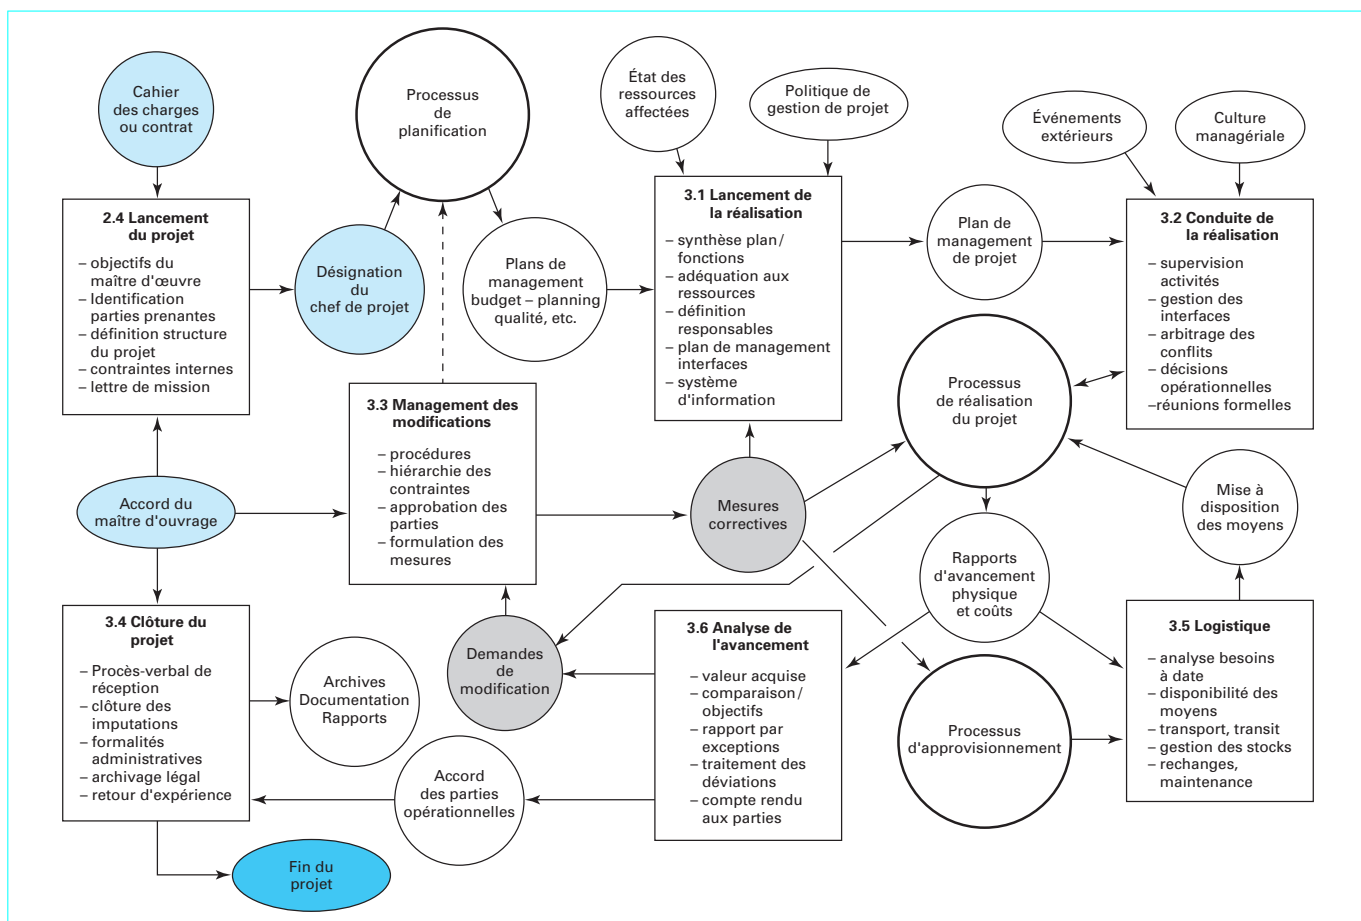 Cahier
des charges
ou contrat
Processus
de
planification
État des
ressources
affectées
Politique de
gestion de projet
Événements
extérieurs
Culture
managériale
2.4 Lancement
du projet
– objectifs du
maître d'œuvre
– Identification
parties prenantes
– définition structure
du projet
– contraintes internes
– lettre de mission
Désignation
du
chef de projet
Plans de
management
budget – planning
qualité, etc.
3.1 Lancement de
la réalisation
– synthèse plan/
fonctions
– adéquation aux
ressources
– définition
responsables
– plan de management
interfaces
– système
d'information
Plan de
management
de projet
3.2 Conduite de
la réalisation
– supervision
activités
– gestion des
interfaces
– arbitrage des
conflits
– décisions
opérationnelles
–réunions formelles
Processus
de réalisation
du projet
3.3 Management des
modifications
– procédures
– hiérarchie des
contraintes
– approbation des
parties
– formulation des
mesures
Accord du
maître d'ouvrage
Mesures
correctives
Mise à
disposition
des moyens
Rapports
d'avancement
physique
et coûts
3.4 Clôture du
projet
– Procès-verbal de
réception
– clôture des
imputations
– formalités
administratives
– archivage légal
– retour d'expérience
Archives
Documentation
Rapports
Demandes
de
modification
3.6 Analyse de
l'avancement
– valeur acquise
– comparaison/
objectifs
– rapport par
exceptions
– traitement des
déviations
– compte rendu
aux parties
Processus
d'approvisionnement
3.5 Logistique
– analyse besoins
à date
– disponibilité des
moyens
– transport, transit
– gestion des stocks
– rechanges,
maintenance
Accord
des parties
opérationnelles
Fin du
projet